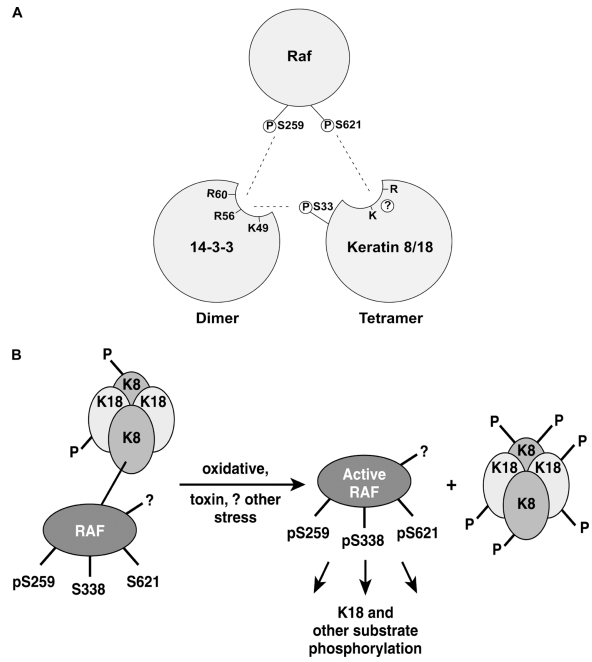 A
Raf
P S259
P S621
R60
R56
K49
14-3-3
Dimer
P S33
R
K ?
Keratin 8/18
Tetramer
B
P
K8
K18 K18
K8
P
RAF
?
pS259
S338
S621
oxidative,
toxin, ? other
stress
Active
RAF
?
pS259
pS338
pS621
K18 and
other substrate
phosphorylation
+
P P
P P
K8
K18 K18
K8
P P
P